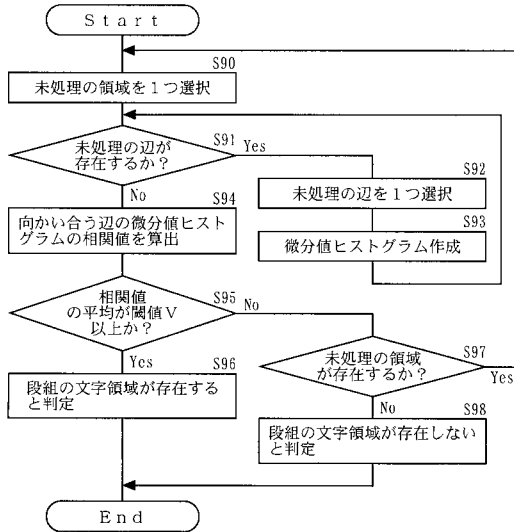 Start
S90
未処理の領域を1つ選択
S91
未処理の辺が
存在するか?
Yes
No
S92
未処理の辺を1つ選択
S93
微分値ヒストグラム作成
S94
向かい合う辺の微分値ヒスト
グラムの相関値を算出
S95
相関値
の平均が閾値V
以上か?
No
Yes
S96
段組の文字領域が存在する
と判定
S97
未処理の領域
が存在するか?
Yes
No
S98
段組の文字領域が存在しない
と判定
End